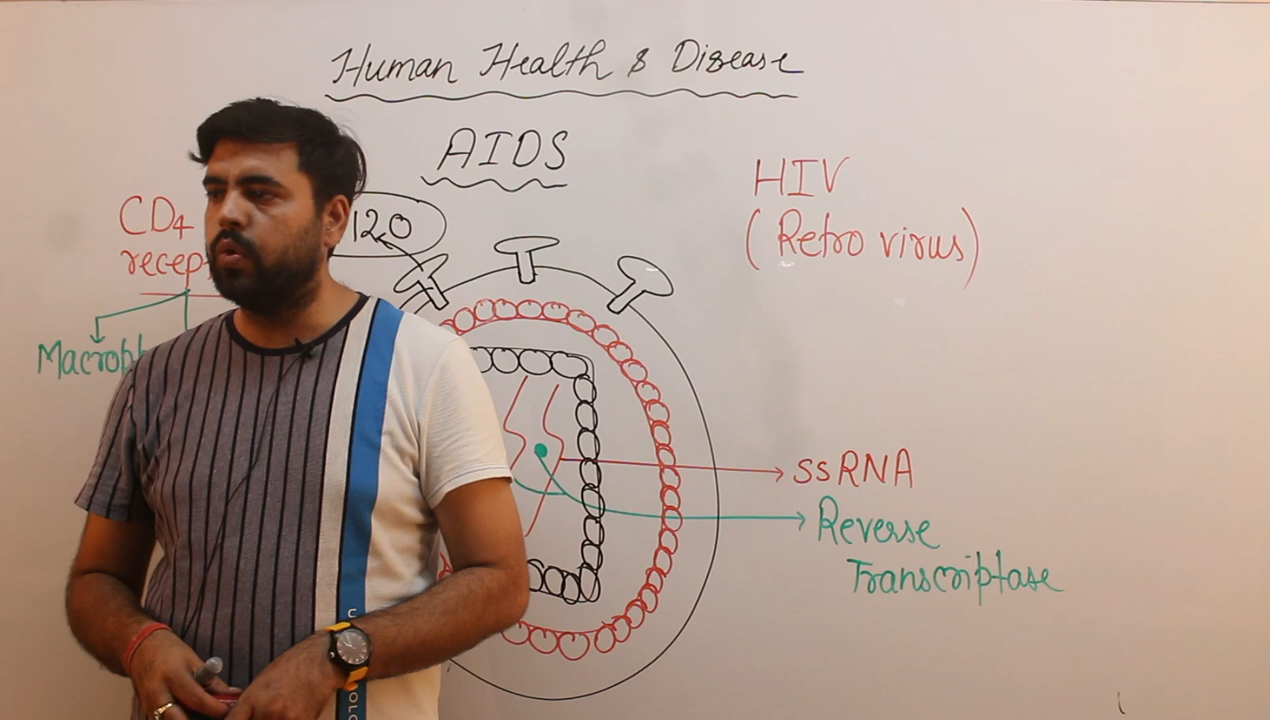 Human Health & Disease
AIDS
HIV
(Retro virus)
CD4
120
ssRNA
Reverse
Transcriptase